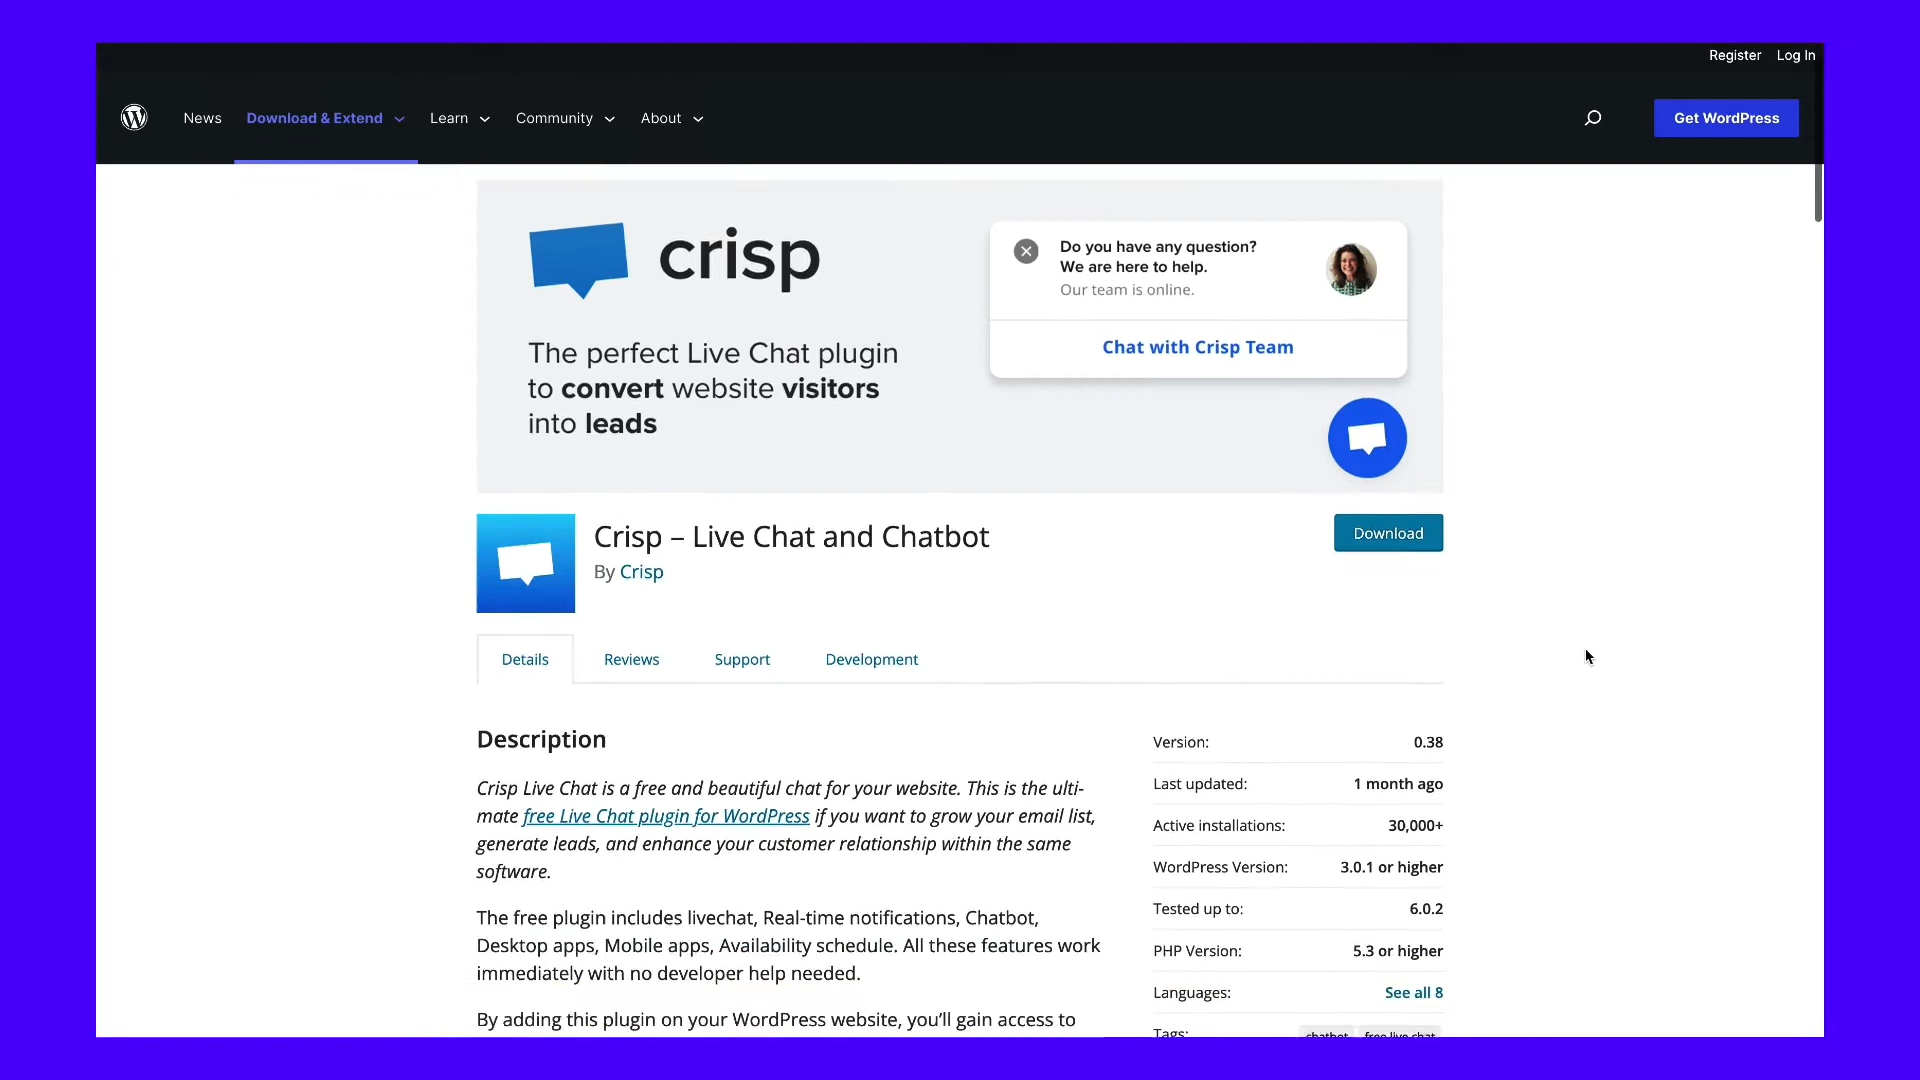 Register Log In
News Download & Extend Learn Community About Get WordPress
crisp
The perfect Live Chat plugin
to convert website visitors
into leads
Do you have any question?
We are here to help.
Our team is online.
Chat with Crisp Team
Crisp – Live Chat and Chatbot
By Crisp
Download
Details Reviews Support Development
Description
Crisp Live Chat is a free and beautiful chat for your website. This is the ulti-
mate free Live Chat plugin for WordPress if you want to grow your email list,
generate leads, and enhance your customer relationship within the same
software.
The free plugin includes livechat, Real-time notifications, Chatbot,
Desktop apps, Mobile apps, Availability schedule. All these features work
immediately with no developer help needed.
By adding this plugin on your WordPress website, you’ll gain access to
Version: 0.38
Last updated: 1 month ago
Active installations: 30,000+
WordPress Version: 3.0.1 or higher
Tested up to: 6.0.2
PHP Version: 5.3 or higher
Languages: See all 8
Tags: chatbot free live chat